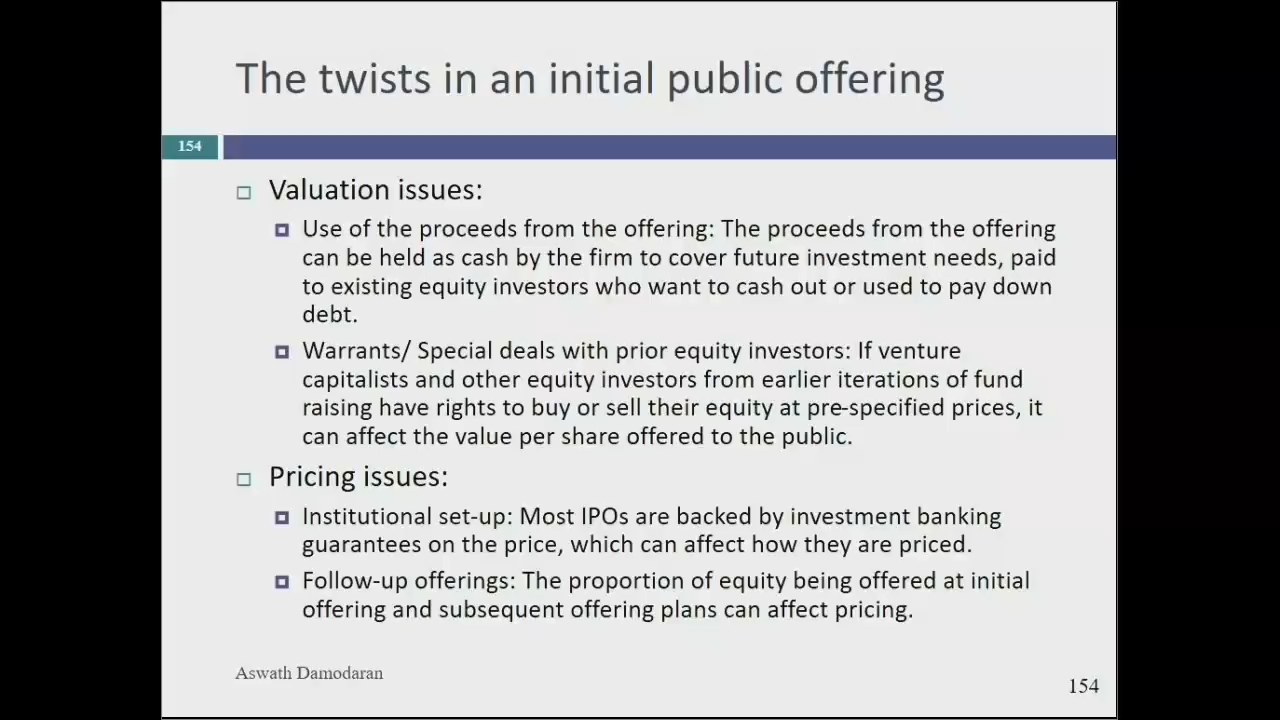 The twists in an initial public offering
154
Valuation issues:
Use of the proceeds from the offering: The proceeds from the offering
can be held as cash by the firm to cover future investment needs, paid
to existing equity investors who want to cash out or used to pay down
debt.
Warrants/ Special deals with prior equity investors: If venture
capitalists and other equity investors from earlier iterations of fund
raising have rights to buy or sell their equity at pre-specified prices, it
can affect the value per share offered to the public.
Pricing issues:
Institutional set-up: Most IPOs are backed by investment banking
guarantees on the price, which can affect how they are priced.
Follow-up offerings: The proportion of equity being offered at initial
offering and subsequent offering plans can affect pricing.
Aswath Damodaran
154